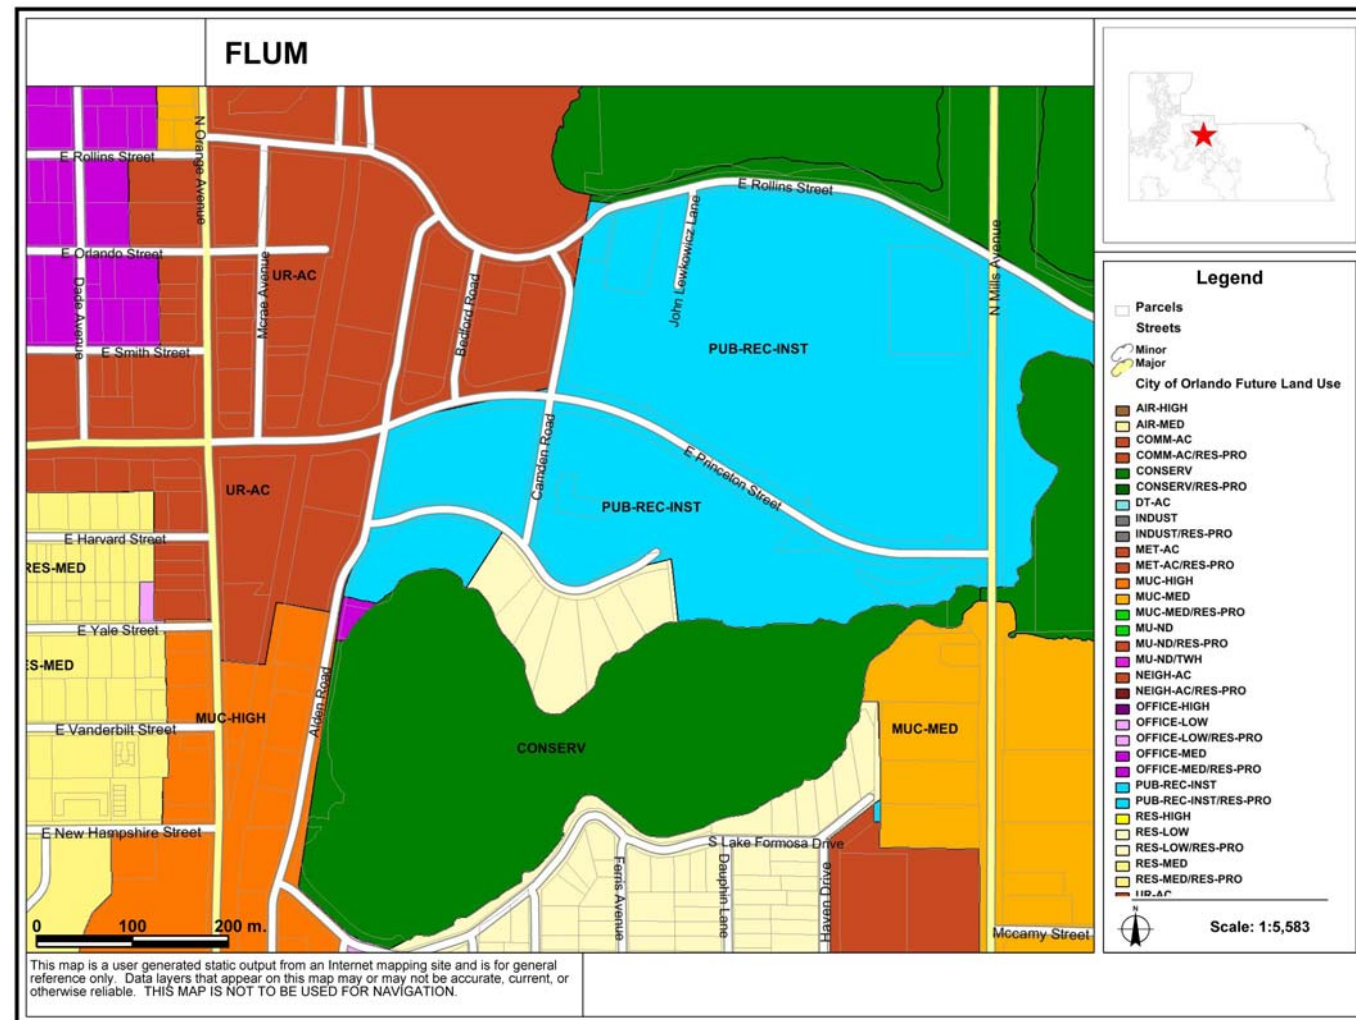 FLUM
E Rollins Street
N Orange Avenue
E Rollins Street
John Lewkowicz Lane
N Mills Avenue
E Orlando Street
Dade Avenue
Mcrae Avenue
UR-AC
Bedford Road
E Smith Street
PUB-REC-INST
Camden Road
E Princeton Street
UR-AC
PUB-REC-INST
E Harvard Street
RES-MED
E Yale Street
ES-MED
Alden Road
MUC-HIGH
E Vanderbilt Street
CONSERV
MUC-MED
E New Hampshire Street
S Lake Formosa Drive
Ferris Avenue
Dauphin Lane
Haven Drive
Mccamy Street
0 100 200 m.
This map is a user generated static output from an Internet mapping site and is for general
reference only. Data layers that appear on this map may or may not be accurate, current, or
otherwise reliable. THIS MAP IS NOT TO BE USED FOR NAVIGATION.
Legend
Parcels
Streets
Minor
Major
City of Orlando Future Land Use
AIR-HIGH
AIR-MED
COMM-AC
COMM-AC/RES-PRO
CONSERV
CONSERV/RES-PRO
DT-AC
INDUST
INDUST/RES-PRO
MET-AC
MET-AC/RES-PRO
MUC-HIGH
MUC-MED
MUC-MED/RES-PRO
MU-ND
MU-ND/RES-PRO
MU-ND/TWH
NEIGH-AC
NEIGH-AC/RES-PRO
OFFICE-HIGH
OFFICE-LOW
OFFICE-LOW/RES-PRO
OFFICE-MED
OFFICE-MED/RES-PRO
PUB-REC-INST
PUB-REC-INST/RES-PRO
RES-HIGH
RES-LOW
RES-LOW/RES-PRO
RES-MED
RES-MED/RES-PRO
UR-AC
N
Scale: 1:5,583